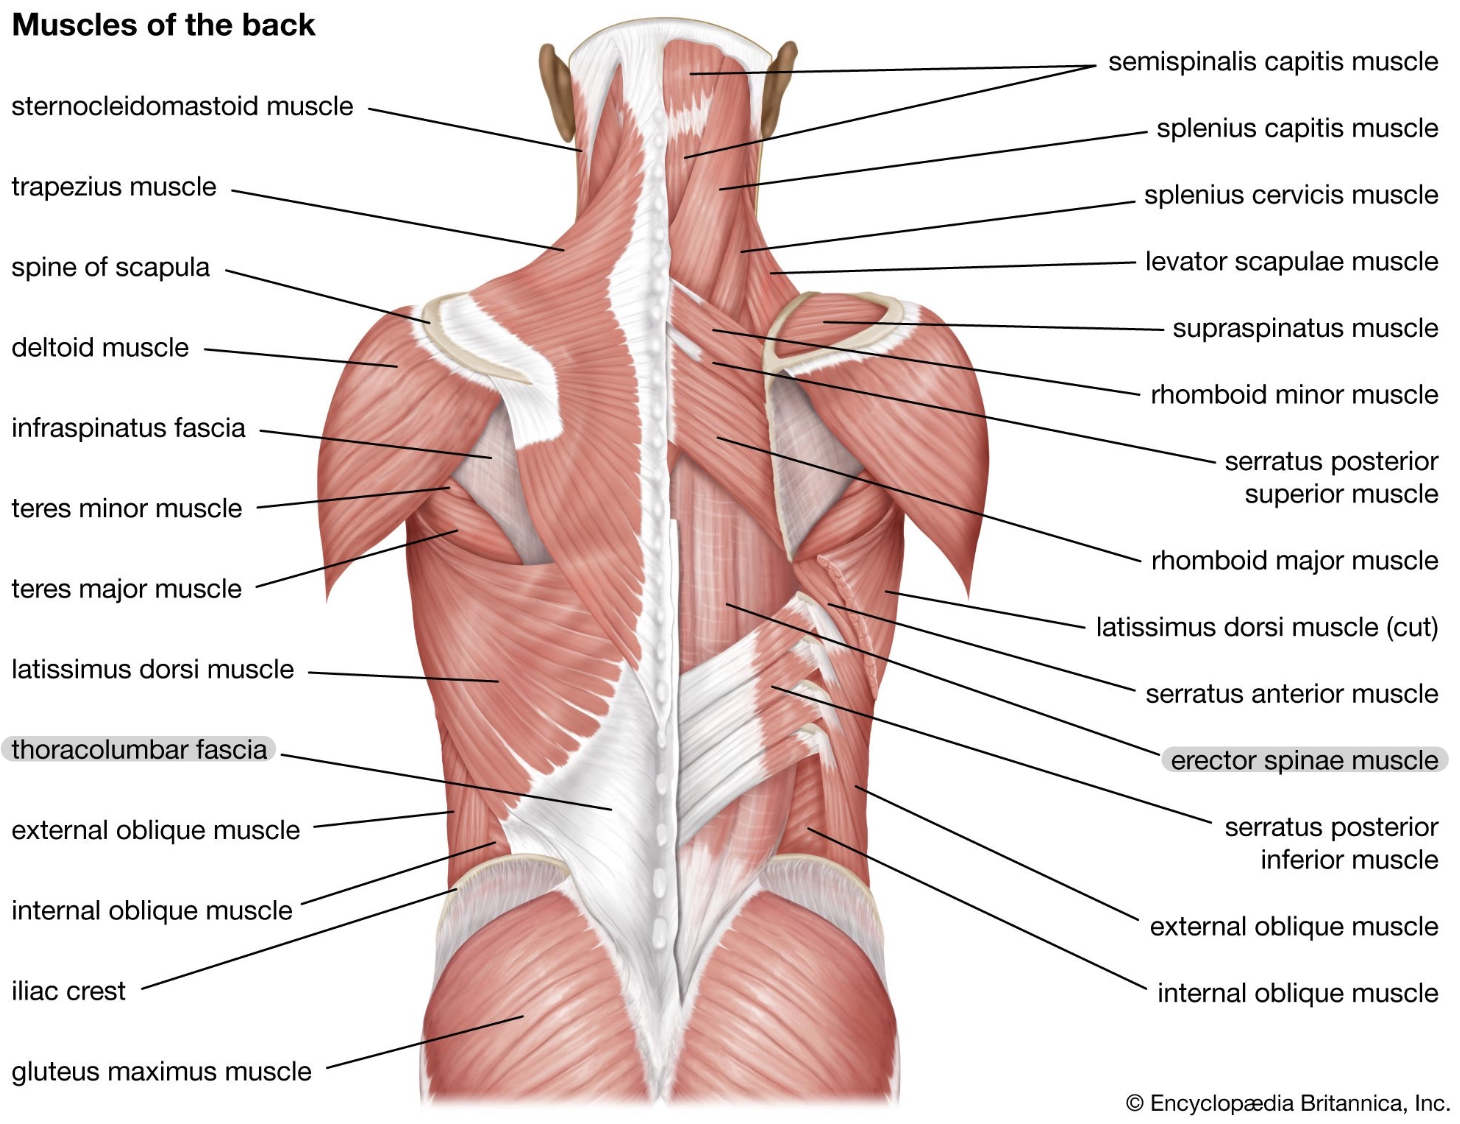 Muscles of the back
sternocleidomastoid muscle
trapezius muscle
spine of scapula
deltoid muscle
infraspinatus fascia
teres minor muscle
teres major muscle
latissimus dorsi muscle
thoracolumbar fascia
external oblique muscle
internal oblique muscle
iliac crest
gluteus maximus muscle
semispinalis capitis muscle
splenius capitis muscle
splenius cervicis muscle
levator scapulae muscle
supraspinatus muscle
rhomboid minor muscle
serratus posterior
superior muscle
rhomboid major muscle
latissimus dorsi muscle (cut)
serratus anterior muscle
erector spinae muscle
serratus posterior
inferior muscle
external oblique muscle
internal oblique muscle
© Encyclopædia Britannica, Inc.